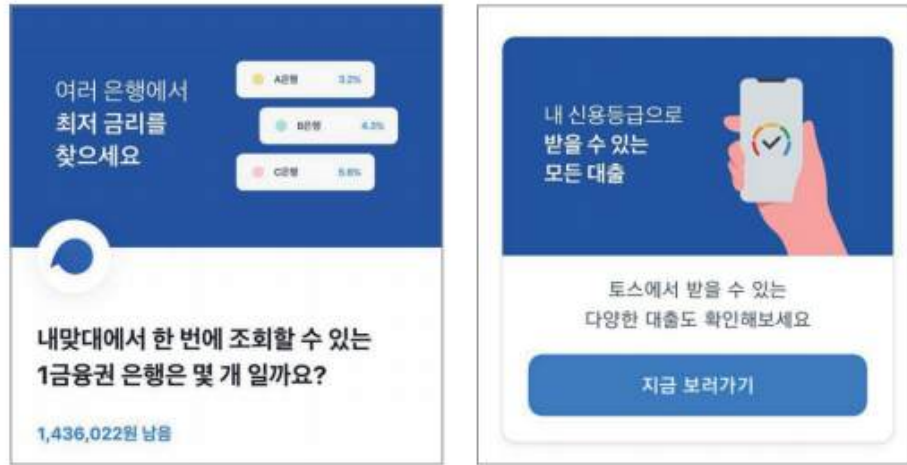 여러 은행에서
최저 금리를
찾으세요
A은행 3.2%
B은행 4.3%
C은행 5.6%
내맞대에서 한 번에 조회할 수 있는
1금융권 은행은 몇 개 일까요?
1,436,022원 남음
내 신용등급으로
받을 수 있는
모든 대출
토스에서 받을 수 있는
다양한 대출도 확인해보세요
지금 보러가기